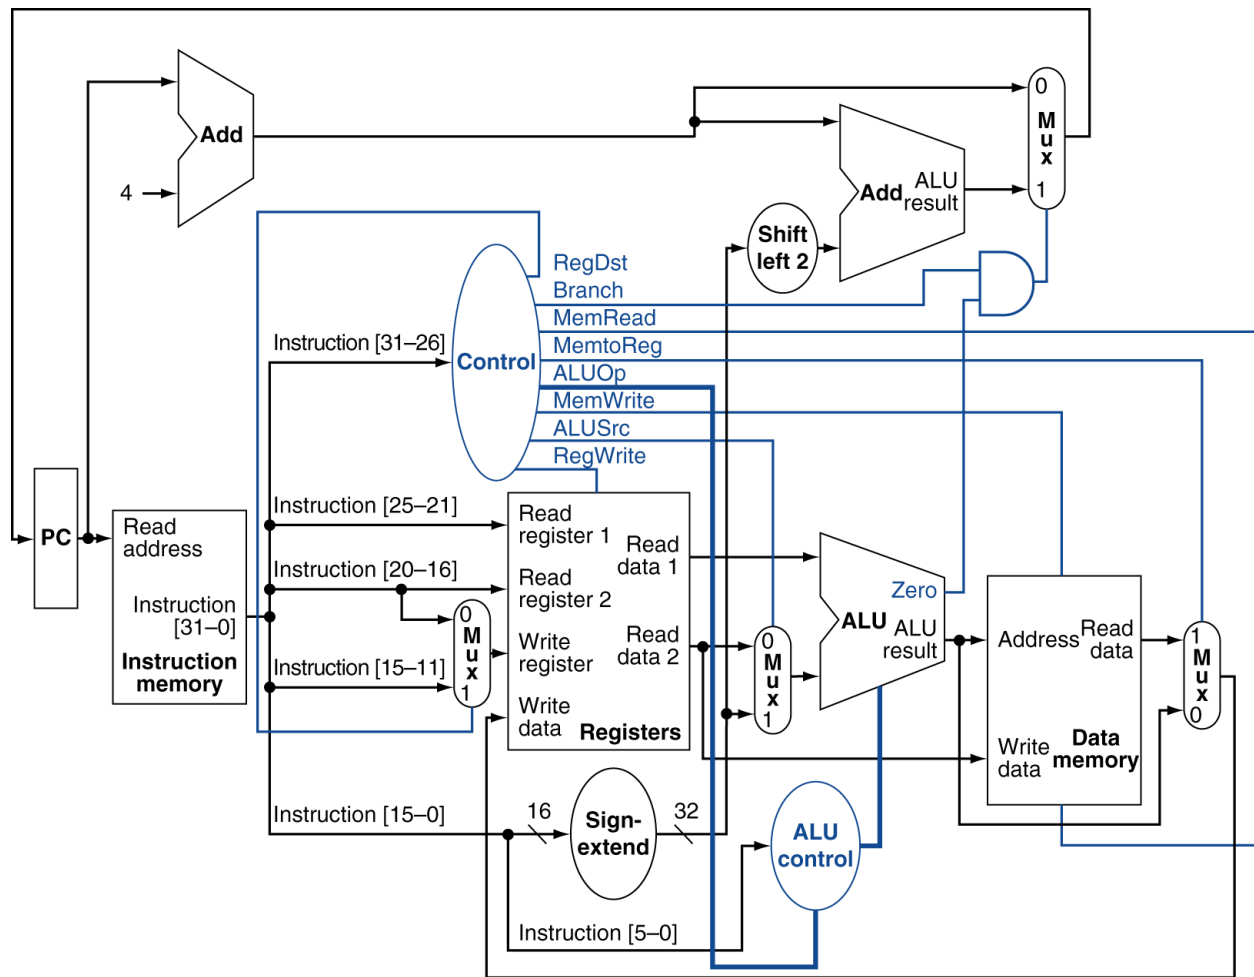 0
M
u
x
1
Add
Add
ALU
result
4
Shift
left 2
RegDst
Branch
MemRead
MemtoReg
ALUOp
MemWrite
ALUSrc
RegWrite
Instruction [31–26]
Control
Instruction [25–21]
Instruction [20–16]
Instruction [15–11]
Instruction [15–0]
Instruction [5–0]
PC
Read
address
Instruction
[31–0]
Instruction
memory
0
M
u
x
1
Read
register 1
Read
register 2
Write
register
Write
data
Read
data 1
Read
data 2
Registers
0
M
u
x
1
Zero
ALU
ALU
result
Address
Read
data
Write
data
Data
memory
1
M
u
x
0
16
Sign-
extend
32
ALU
control